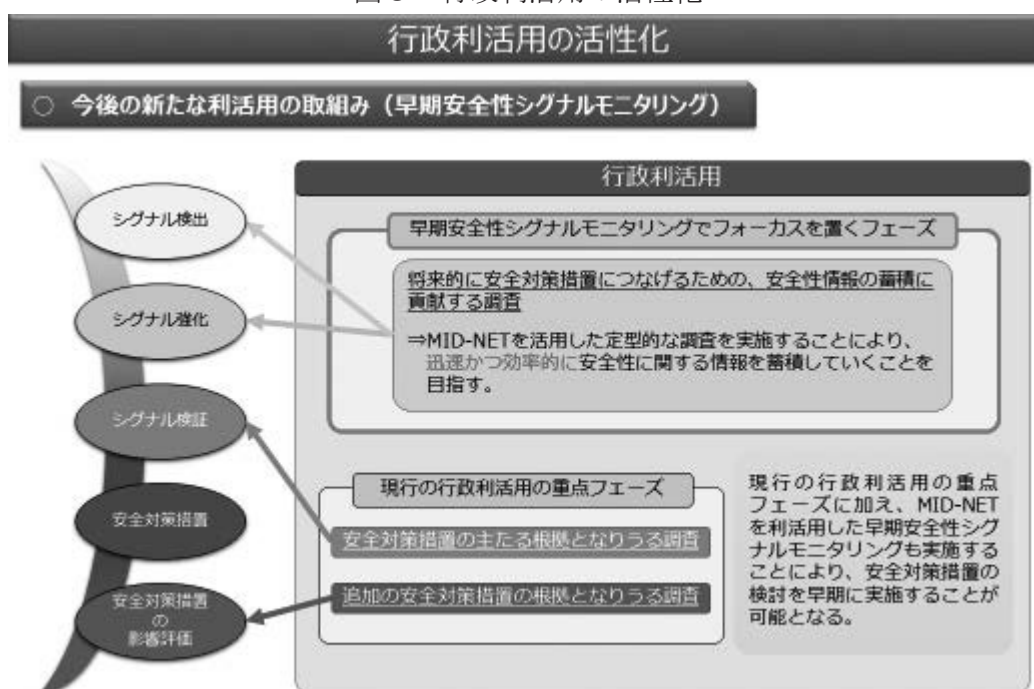 行政利活用の活性化
○ 今後の新たな利活用の取組み（早期安全性シグナルモニタリング）
シグナル検出
シグナル強化
シグナル検証
安全対策措置
安全対策措置
の
影響評価
行政利活用
早期安全性シグナルモニタリングでフォーカスを置くフェーズ
将来的に安全対策措置につなげるための、安全性情報の蓄積に
貢献する調査
⇒MID-NETを活用した定型的な調査を実施することにより、
迅速かつ効率的に安全性に関する情報を蓄積していくことを
目指す。
現行の行政利活用の重点フェーズ
安全対策措置の主たる根拠となりうる調査
追加の安全対策措置の根拠となりうる調査
現行の行政利活用の重点
フェーズに加え、MID-NET
を利活用した早期安全性シグ
ナルモニタリングも実施する
ことにより、安全対策措置の
検討を早期に実施することが
可能となる。